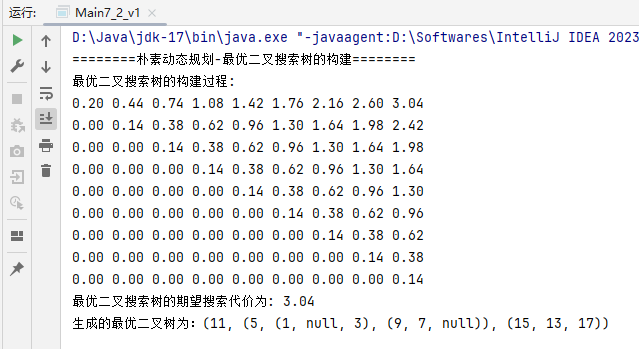 运行: Main7_2_v1
D:\Java\jdk-17\bin\java.exe "-javaagent:D:\Softwares\IntelliJ IDEA 2023
========朴素动态规划-最优二叉搜索树的构建========
最优二叉搜索树的构建过程:
0.20 0.44 0.74 1.08 1.42 1.76 2.16 2.60 3.04
0.00 0.14 0.38 0.62 0.96 1.30 1.64 1.98 2.42
0.00 0.00 0.14 0.38 0.62 0.96 1.30 1.64 1.98
0.00 0.00 0.00 0.14 0.38 0.62 0.96 1.30 1.64
0.00 0.00 0.00 0.00 0.14 0.38 0.62 0.96 1.30
0.00 0.00 0.00 0.00 0.00 0.14 0.38 0.62 0.96
0.00 0.00 0.00 0.00 0.00 0.00 0.14 0.38 0.62
0.00 0.00 0.00 0.00 0.00 0.00 0.00 0.14 0.38
0.00 0.00 0.00 0.00 0.00 0.00 0.00 0.00 0.14
最优二叉搜索树的期望搜索代价为: 3.04
生成的最优二叉树为：(11, (5, (1, null, 3), (9, 7, null)), (15, 13, 17))